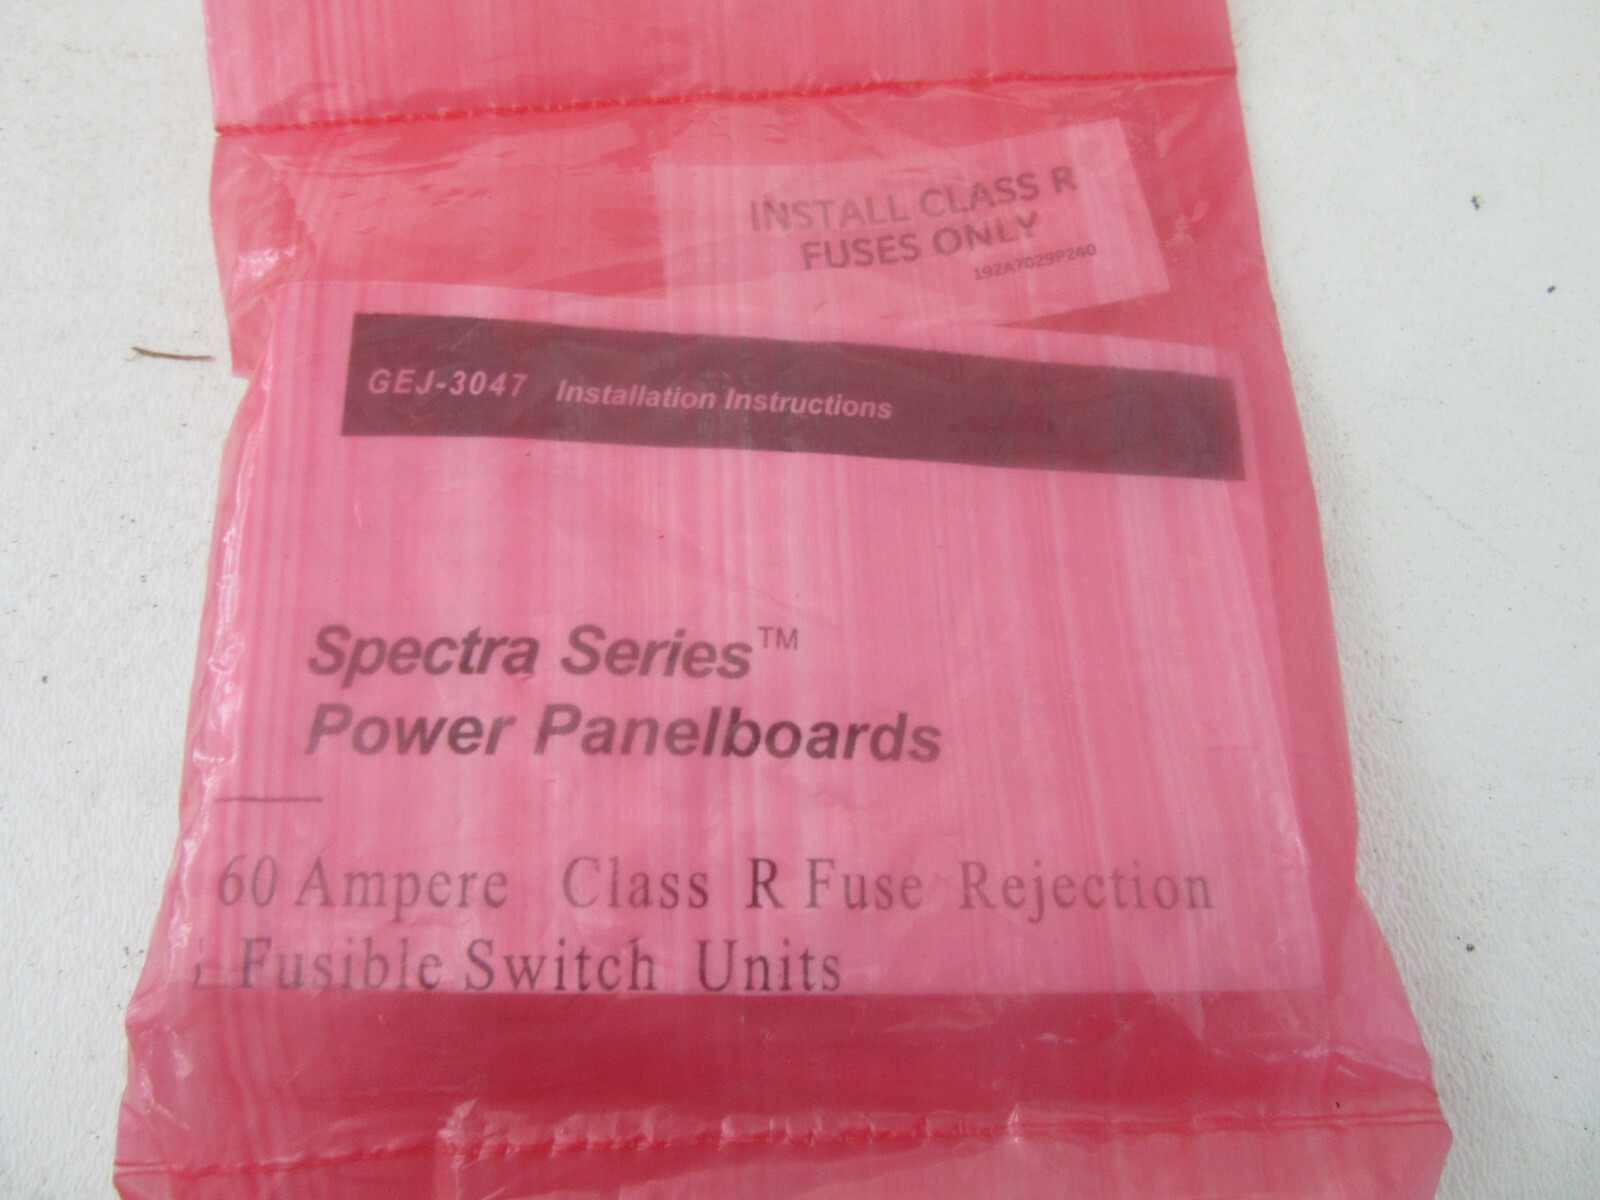 INSTALL CLASS R
FUSES ONLY
192A7029P240
GEJ-3047 Installation Instructions
Spectra Series™
Power Panelboards
60 Ampere Class R Fuse Rejection
Fusible Switch Units